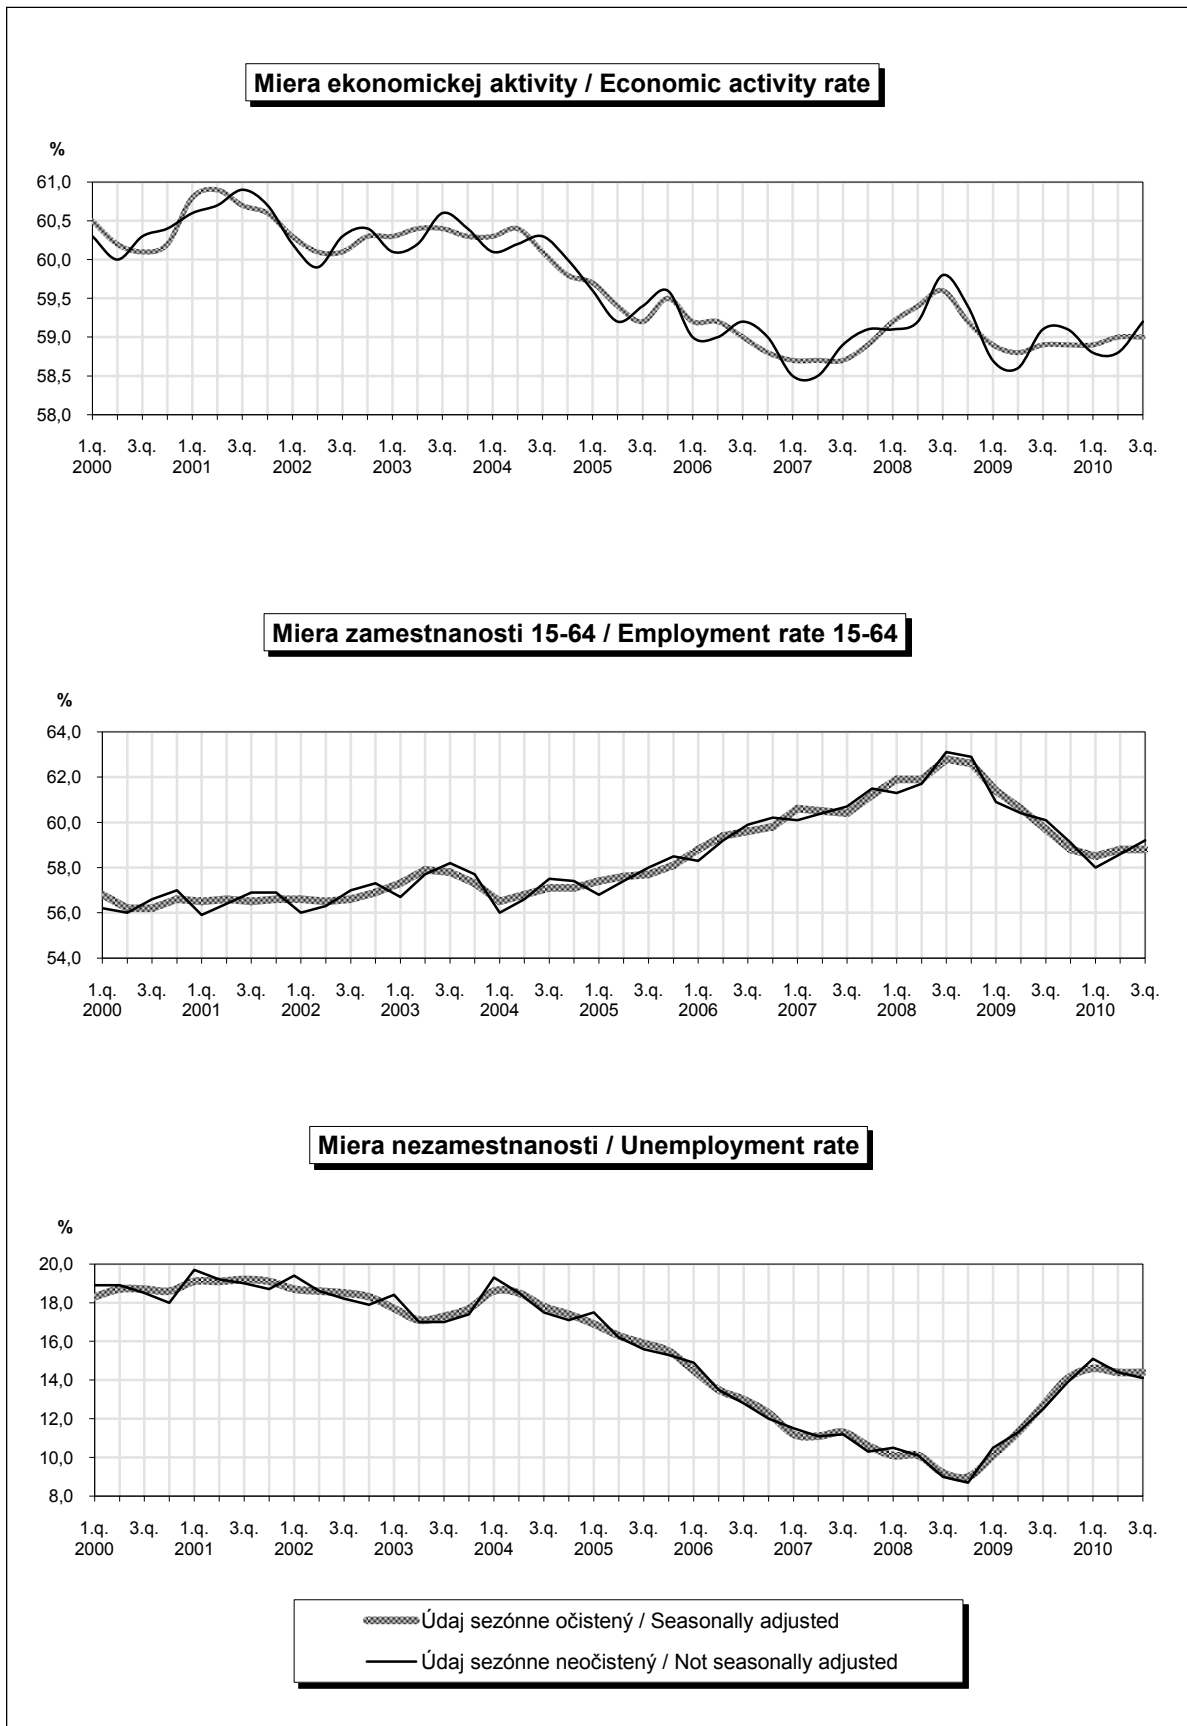 Miera ekonomickej aktivity / Economic activity rate
%
61,0
60,5
60,0
59,5
59,0
58,5
58,0
1.q. 3.q. 1.q. 3.q. 1.q. 3.q. 1.q. 3.q. 1.q. 3.q. 1.q. 3.q. 1.q. 3.q. 1.q. 3.q. 1.q. 3.q. 1.q. 3.q. 1.q. 3.q.
2000 2001 2002 2003 2004 2005 2006 2007 2008 2009 2010
Miera zamestnanosti 15-64 / Employment rate 15-64
%
64,0
62,0
60,0
58,0
56,0
54,0
1.q. 3.q. 1.q. 3.q. 1.q. 3.q. 1.q. 3.q. 1.q. 3.q. 1.q. 3.q. 1.q. 3.q. 1.q. 3.q. 1.q. 3.q. 1.q. 3.q. 1.q. 3.q.
2000 2001 2002 2003 2004 2005 2006 2007 2008 2009 2010
Miera nezamestnanosti / Unemployment rate
%
20,0
18,0
16,0
14,0
12,0
10,0
8,0
1.q. 3.q. 1.q. 3.q. 1.q. 3.q. 1.q. 3.q. 1.q. 3.q. 1.q. 3.q. 1.q. 3.q. 1.q. 3.q. 1.q. 3.q. 1.q. 3.q. 1.q. 3.q.
2000 2001 2002 2003 2004 2005 2006 2007 2008 2009 2010
Údaj sezónne očistený / Seasonally adjusted
Údaj sezónne neočistený / Not seasonally adjusted